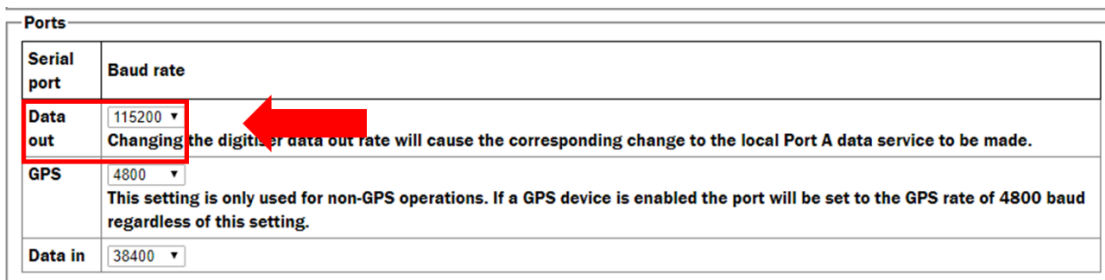 Ports
Serial port
Baud rate
Data out
115200
Changing the digitiser data out rate will cause the corresponding change to the local Port A data service to be made.
GPS
4800
This setting is only used for non-GPS operations. If a GPS device is enabled the port will be set to the GPS rate of 4800 baud
regardless of this setting.
Data in
38400